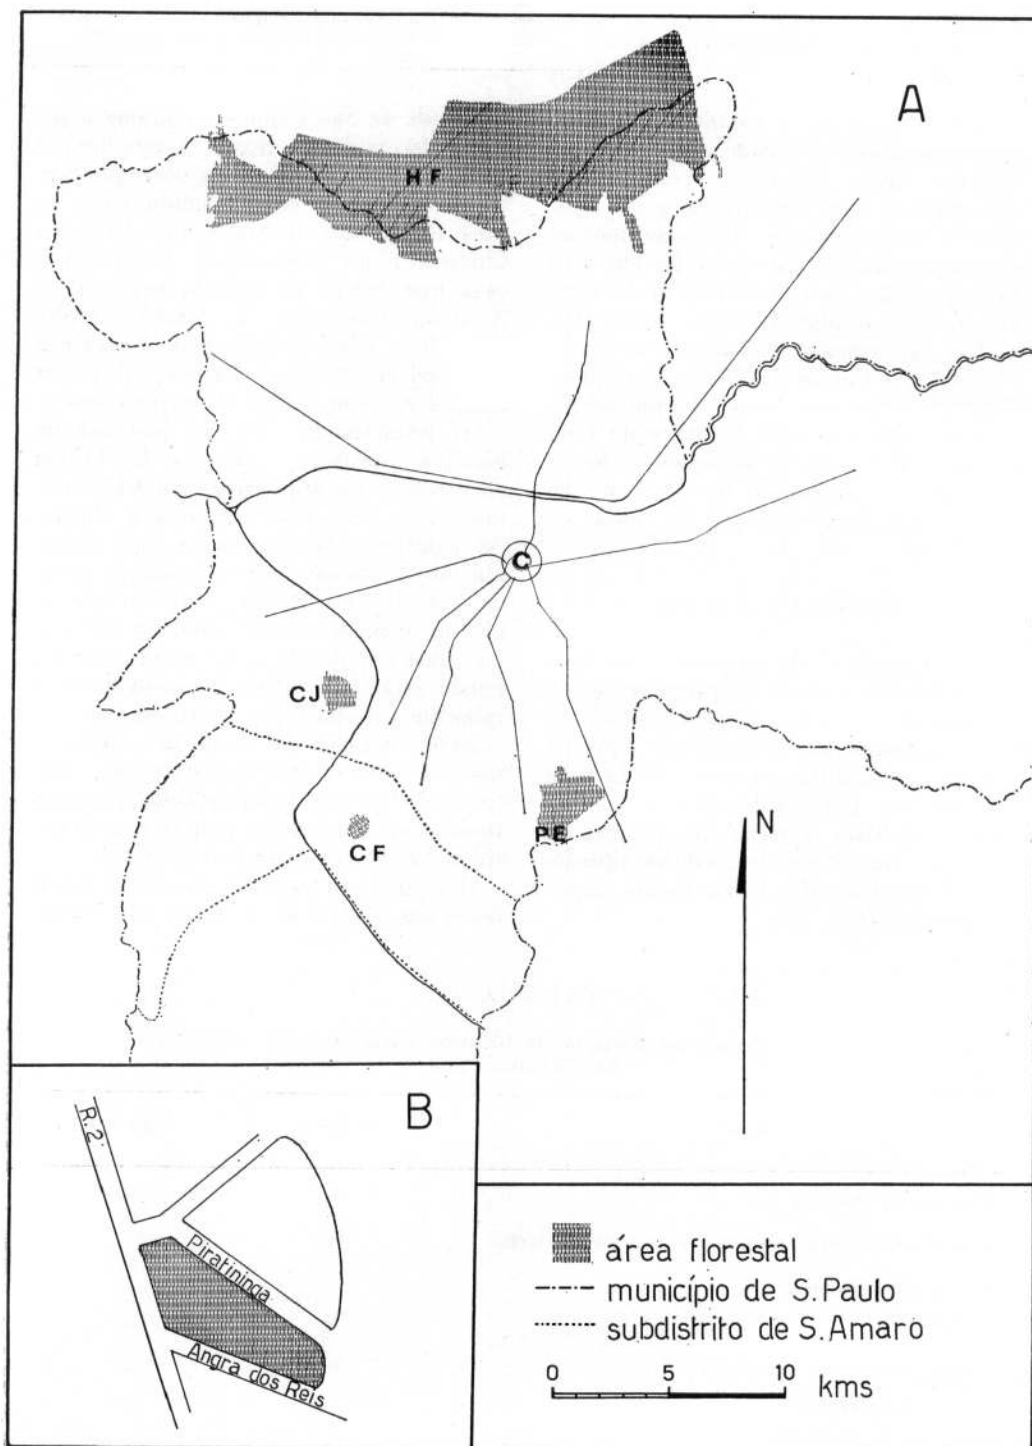 A
H F
C
CJ
CF
PE
N
B
R. 2
Piratininga
Angra dos Reis
área florestal
município de S. Paulo
subdistrito de S. Amaro
0 5 10 kms